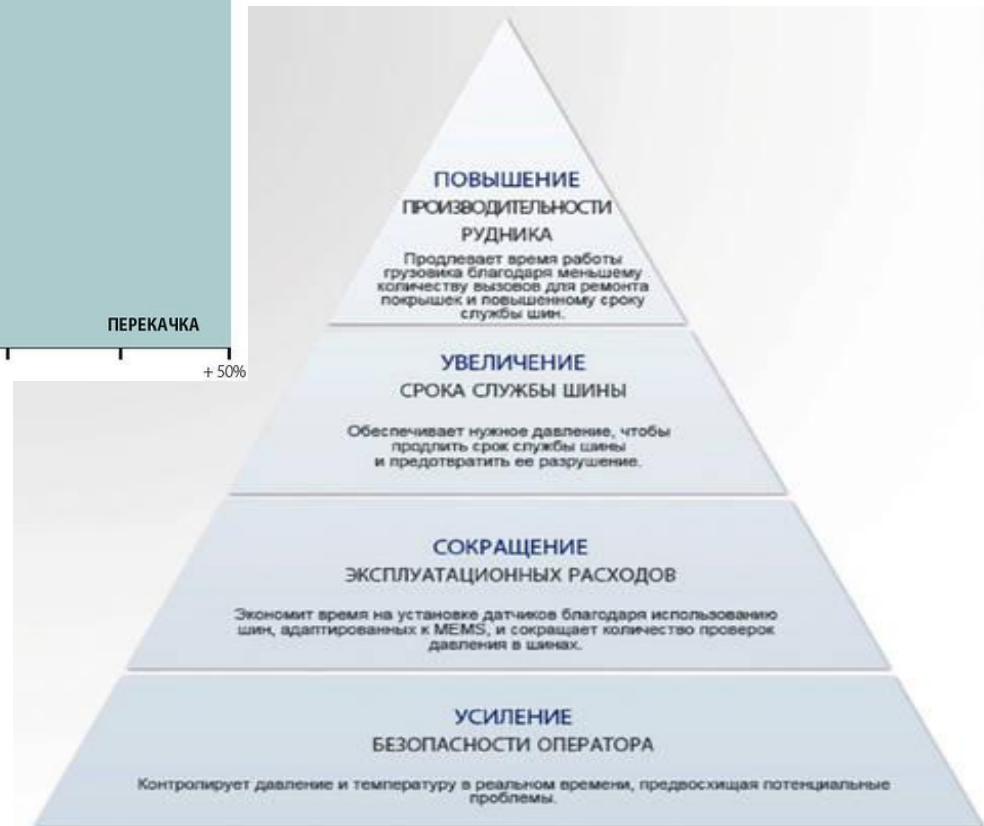 ПЕРЕКАЧКА
+ 50%
ПОВЫШЕНИЕ
ПРОИЗВОДИТЕЛЬНОСТИ
РУДНИКА
Продлевает время работы
грузовика благодаря меньшему
количеству вызовов для ремонта
покрышек и повышенному сроку
службы шин.
УВЕЛИЧЕНИЕ
СРОКА СЛУЖБЫ ШИНЫ
Обеспечивает нужное давление, чтобы
продлить срок службы шины
и предотвратить ее разрушение.
СОКРАЩЕНИЕ
ЭКСПЛУАТАЦИОННЫХ РАСХОДОВ
Экономит время на установке датчиков благодаря использованию
шин, адаптированных к MEMS, и сокращает количество проверок
давления в шинах.
УСИЛЕНИЕ
БЕЗОПАСНОСТИ ОПЕРАТОРА
Контролирует давление и температуру в реальном времени, предвосхищая потенциальные
проблемы.